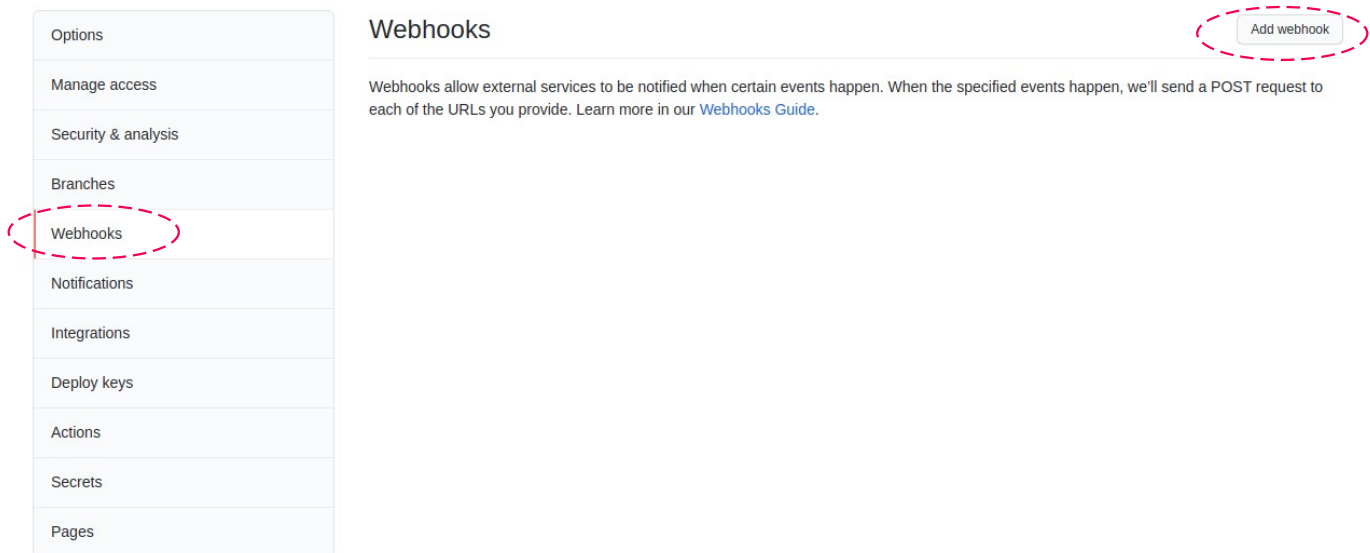 Options
Manage access
Security & analysis
Branches
Webhooks
Notifications
Integrations
Deploy keys
Actions
Secrets
Pages
Webhooks
Add webhook
Webhooks allow external services to be notified when certain events happen. When the specified events happen, we'll send a POST request to
each of the URLs you provide. Learn more in our Webhooks Guide.